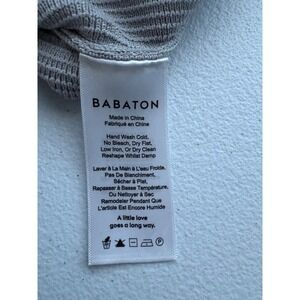 BABATON
Made in China
Fabriqué en Chine
Hand Wash Cold,
No Bleach, Dry Flat,
Low Iron, Or Dry Clean
Reshape Whilst Damp
Laver à La Main à L'eau Froide,
Pas De Blanchiment,
Sécher à Plat,
Repasser à Basse Température,
Ou Nettoyer à Sec
Remodeler Pendant Que
L'article Est Encore Humide
A little love
goes a long way.